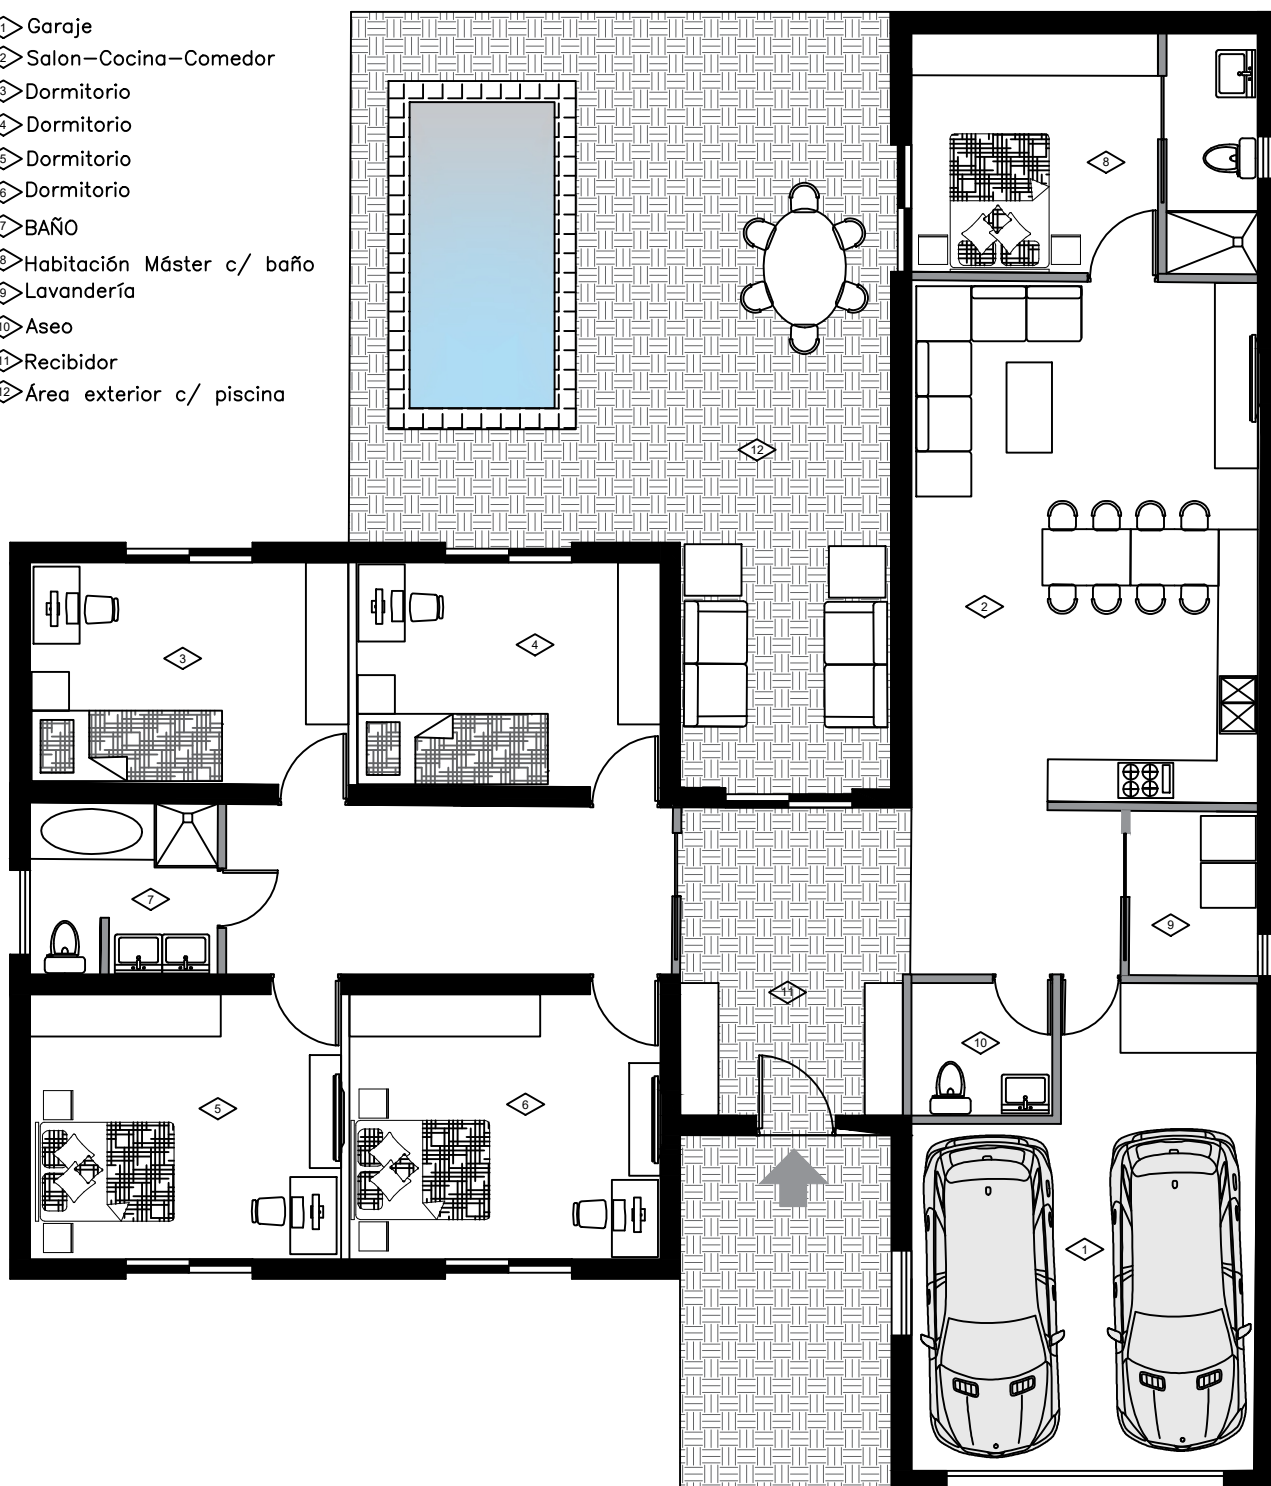 1 Garaje
2 Salon-Cocina-Comedor
3 Dormitorio
4 Dormitorio
5 Dormitorio
6 Dormitorio
7 BAÑO
8 Habitación Máster c/ baño
9 Lavandería
10 Aseo
11 Recibidor
12 Área exterior c/ piscina
8
12
2
4
3
7
9
11
10
6
5
1